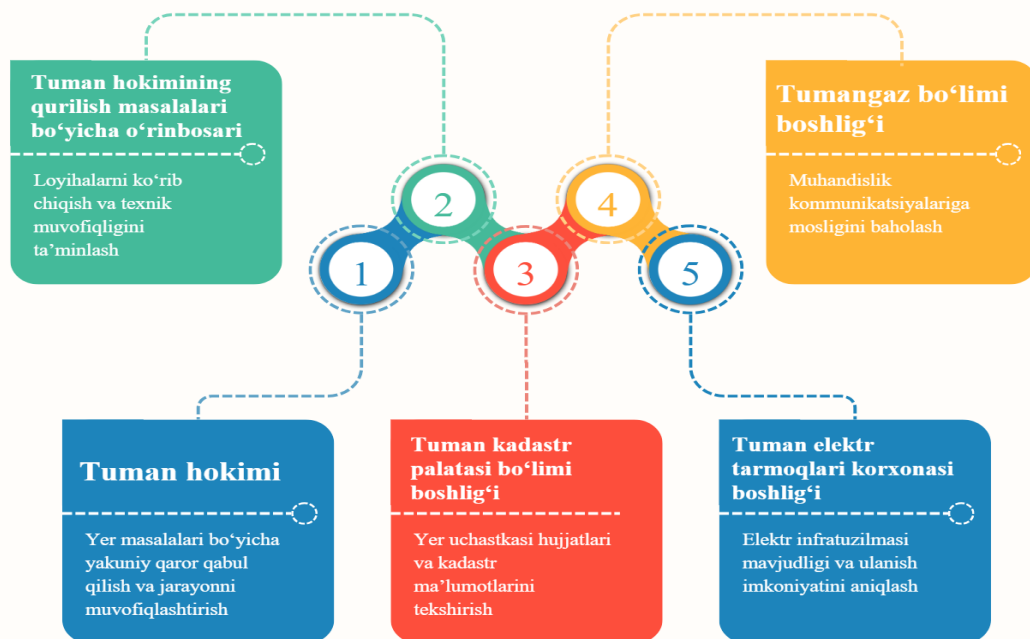 Tuman hokimining
qurilish masalalari
bo‘yicha o‘rinbosari
Loyihalarni ko‘rib
chiqish va texnik
muvofiqligini
ta’minlash
Tumangaz bo‘limi
boshlig‘i
Muhandislik
kommunikatsiyalariga
mosligini baholash
2
4
1
3
5
Tuman hokimi
Yer masalalari bo‘yicha
yakuniy qaror qabul
qilish va jarayonni
muvofiqlashtirish
Tuman kadastr
palatasi bo‘limi
boshlig‘i
Yer uchastkasi hujjatlari
va kadastr
ma’lumotlarini
tekshirish
Tuman elektr
tarmoqlari korxonasi
boshlig‘i
Elektr infratuzilmasi
mavjudligi va ulanish
imkoniyatini aniqlash